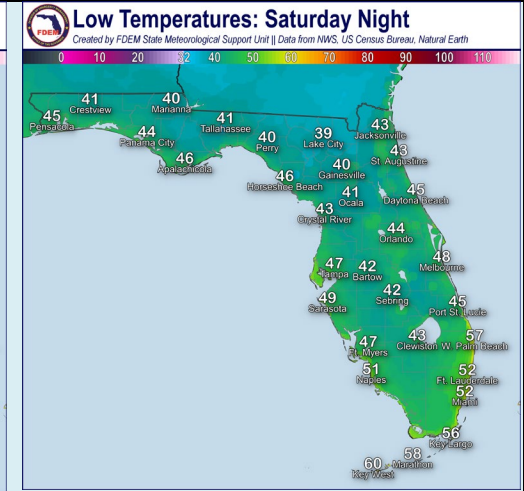 FDEM
Low Temperatures: Saturday Night
Created by FDEM State Meteorological Support Unit || Data from NWS, US Census Bureau, Natural Earth
0 10 20 32 40 50 60 70 80 90 100 110
41
Crestview
40
Marianna
45
Pensacola
44
Panama City
41
Tallahassee
46
Apalachicola
40
Perry
39
Lake City
43
Jacksonville
43
St. Augustine
40
Gainesville
46
Horseshoe Beach
41
Ocala
45
Daytona Beach
43
Crystal River
44
Orlando
47
Tampa
42
Bartow
48
Melbourne
49
Sarasota
42
Sebring
45
Port St. Lucie
47
Ft. Myers
43
Clewiston
57
W. Palm Beach
51
Naples
52
Ft. Lauderdale
52
Miami
56
Key Largo
58
Marathon
60
Key West